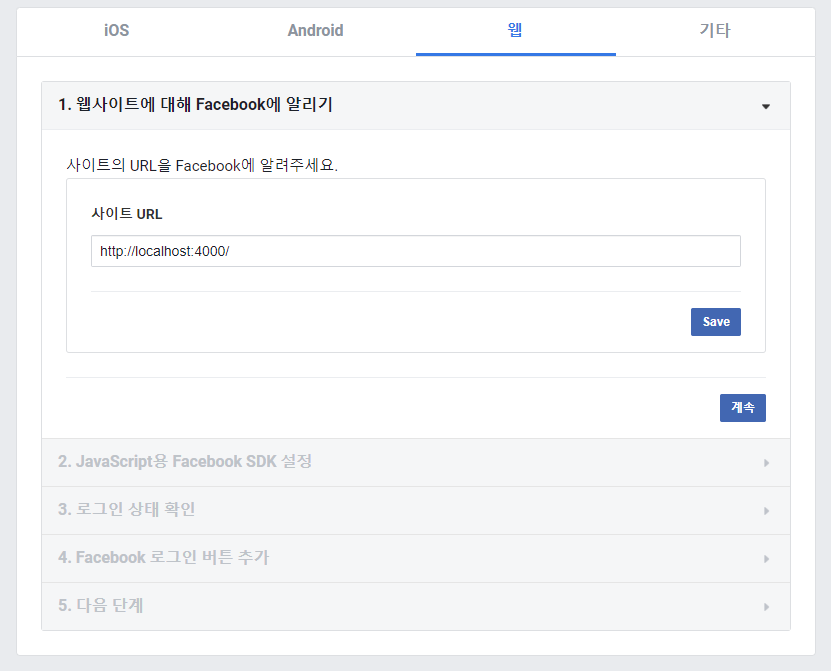 iOS
Android
웹
기타
1. 웹사이트에 대해 Facebook에 알리기
사이트의 URL을 Facebook에 알려주세요.
사이트 URL
http://localhost:4000/
Save
계속
2. JavaScript용 Facebook SDK 설정
3. 로그인 상태 확인
4. Facebook 로그인 버튼 추가
5. 다음 단계